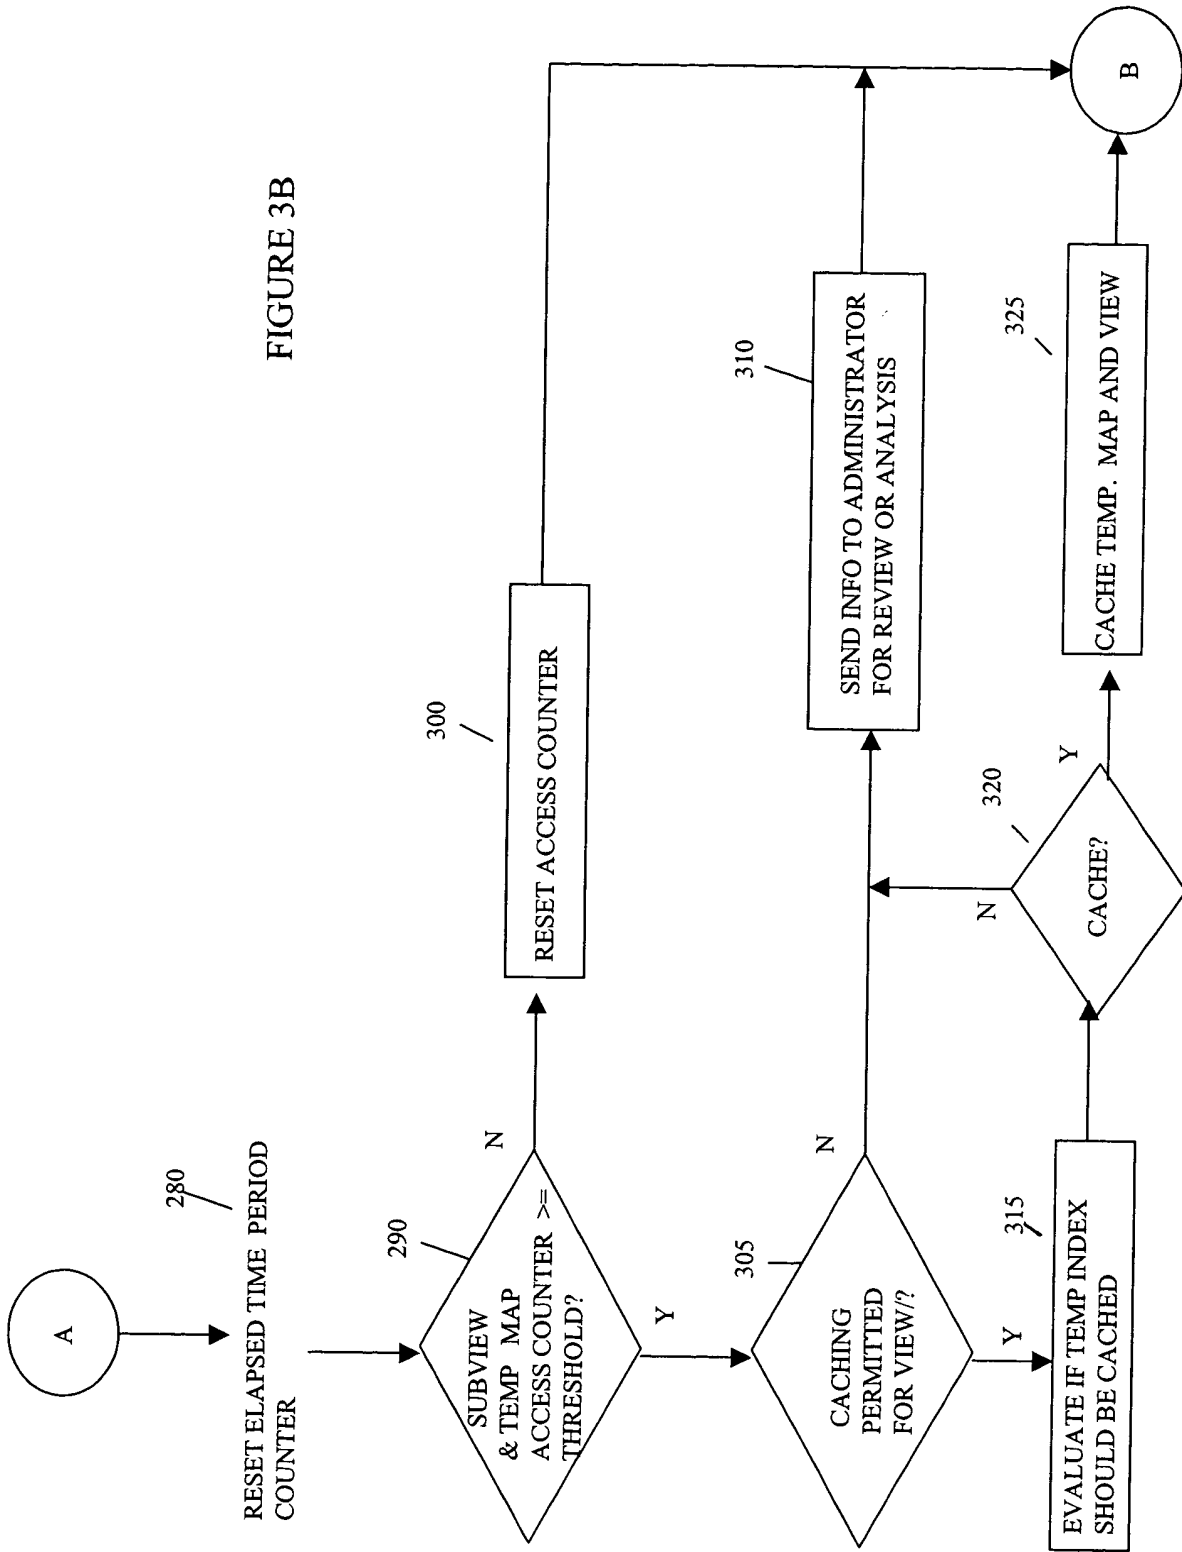 FIGURE 3B
A
280
RESET ELAPSED TIME PERIOD
COUNTER
290
SUBVIEW
& TEMP MAP
ACCESS COUNTER >=
THRESHOLD?
N
Y
300
RESET ACCESS COUNTER
305
CACHING
PERMITTED
FOR VIEW/?
N
Y
310
SEND INFO TO ADMINISTRATOR
FOR REVIEW OR ANALYSIS
315
EVALUATE IF TEMP INDEX
SHOULD BE CACHED
320
CACHE?
N
Y
325
CACHE TEMP. MAP AND VIEW
B